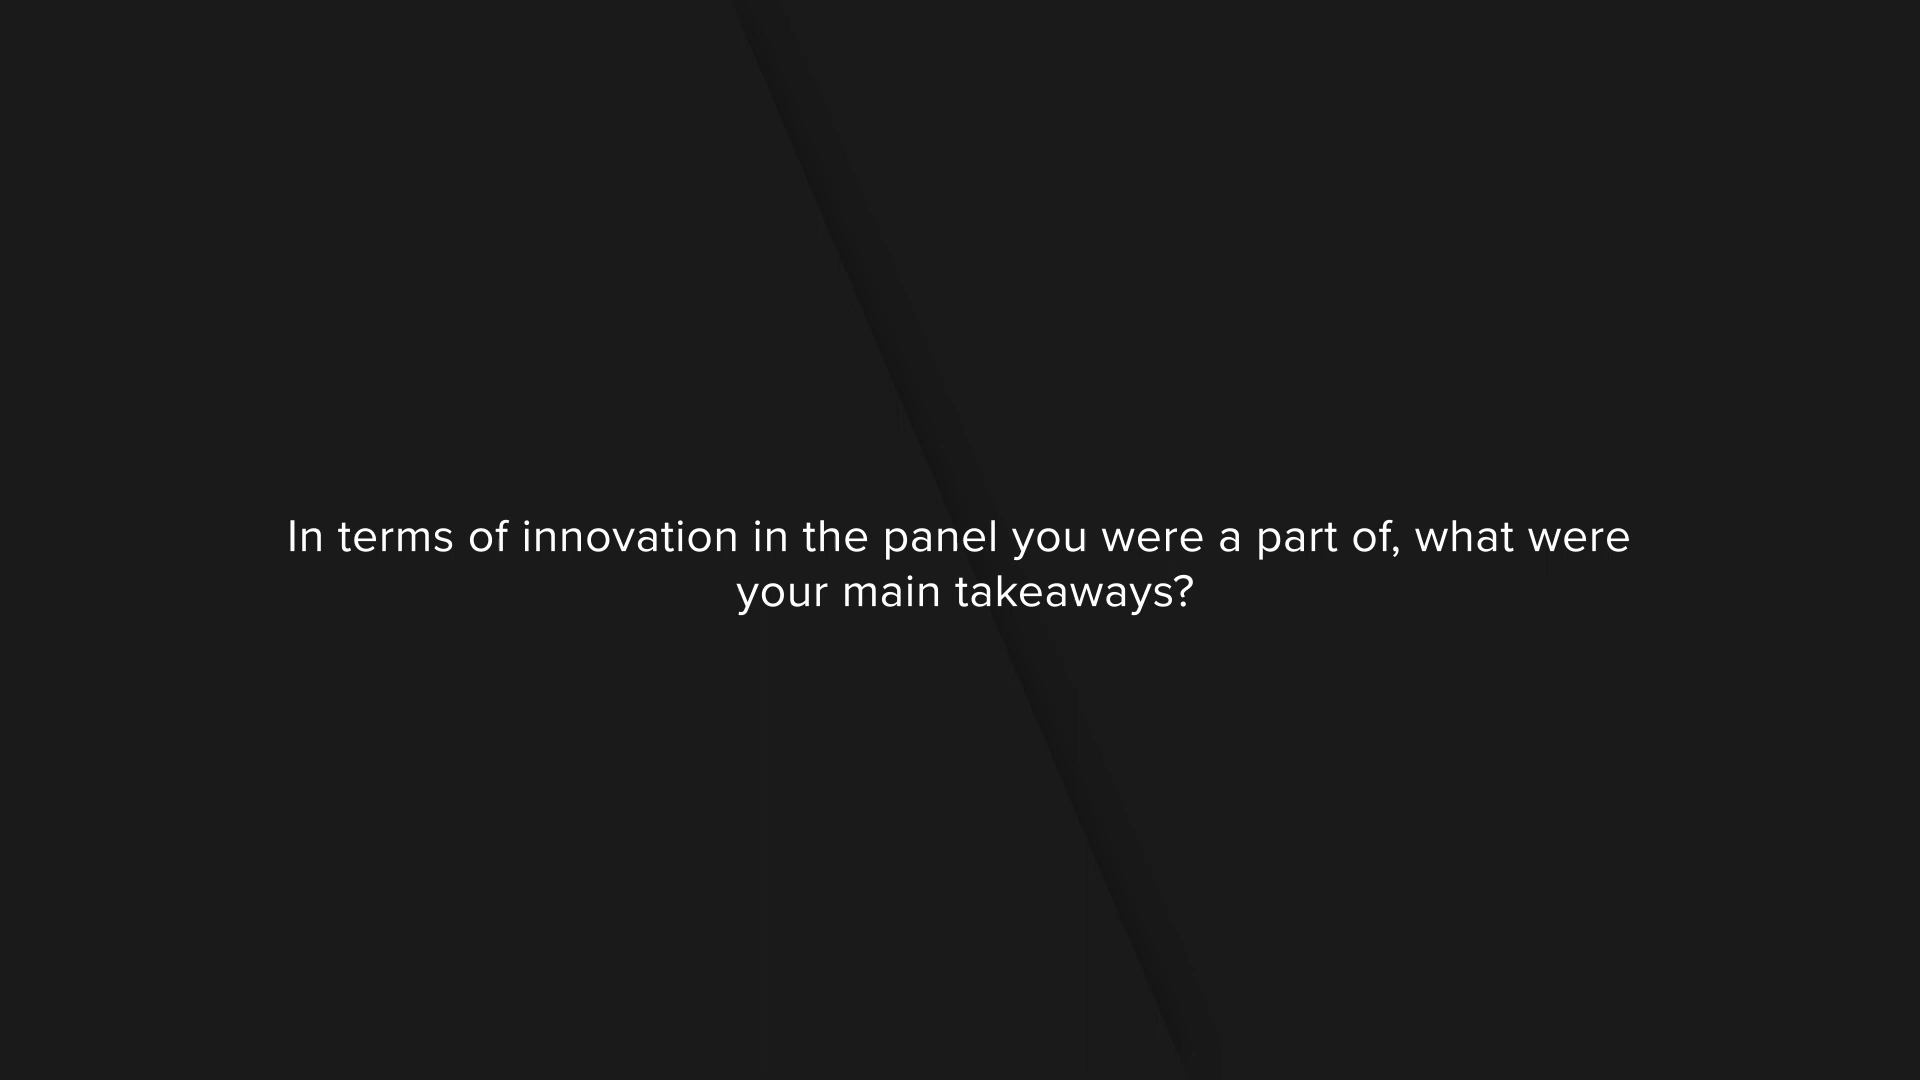 In terms of innovation in the panel you were a part of, what were
your main takeaways?